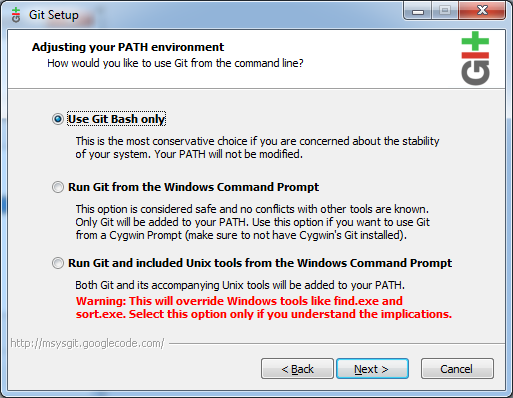 Git Setup
Adjusting your PATH environment
How would you like to use Git from the command line?
Git
Use Git Bash only
This is the most conservative choice if you are concerned about the stability
of your system. Your PATH will not be modified.
Run Git from the Windows Command Prompt
This option is considered safe and no conflicts with other tools are known.
Only Git will be added to your PATH. Use this option if you want to use Git
from a Cygwin Prompt (make sure to not have Cygwin's Git installed).
Run Git and included Unix tools from the Windows Command Prompt
Both Git and its accompanying Unix tools will be added to your PATH.
Warning: This will override Windows tools like find.exe and
sort.exe. Select this option only if you understand the implications.
http://msysgit.googlecode.com/
< Back
Next >
Cancel